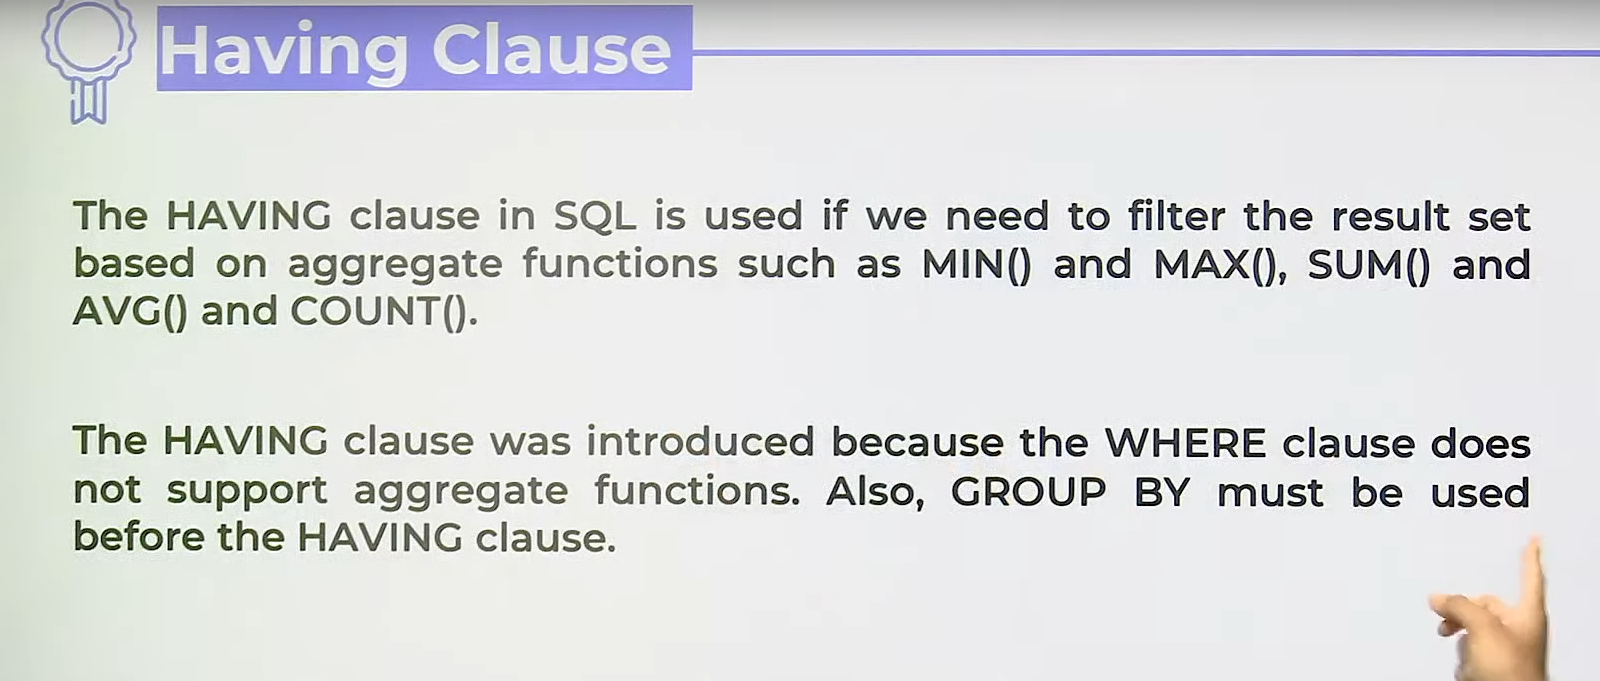 Having Clause
The HAVING clause in SQL is used if we need to filter the result set
based on aggregate functions such as MIN() and MAX(), SUM() and
AVG() and COUNT().
The HAVING clause was introduced because the WHERE clause does
not support aggregate functions. Also, GROUP BY must be used
before the HAVING clause.